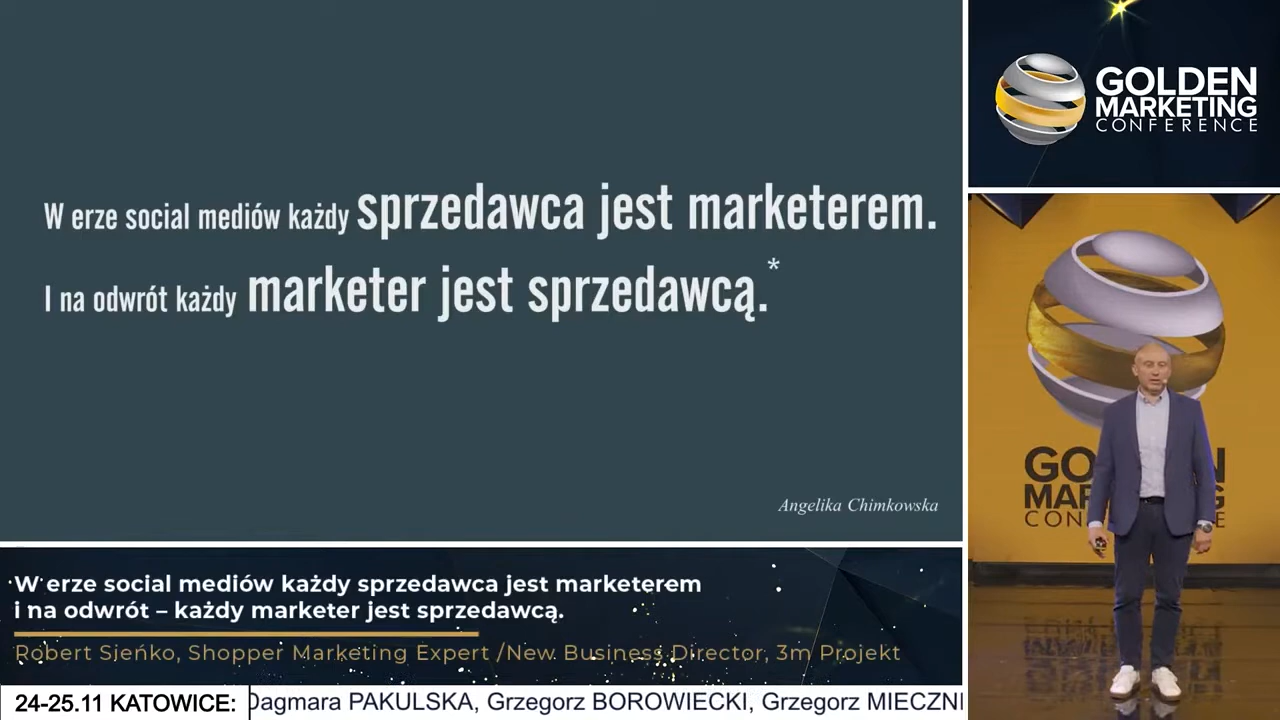 W erze social mediów każdy sprzedawca jest marketerem.
I na odwrót każdy marketer jest sprzedawcą.*
Angelika Chimkowska
W erze social mediów każdy sprzedawca jest marketerem
i na odwrót – każdy marketer jest sprzedawcą.
Robert Sjeńko, Shopper Marketing Expert /New Business Director, 3m Projekt
24-25.11 KATOWICE: Dagmara PAKULSKA, Grzegorz BOROWIECKI, Grzegorz
GOLDEN
MARKETING
CONFERENCE